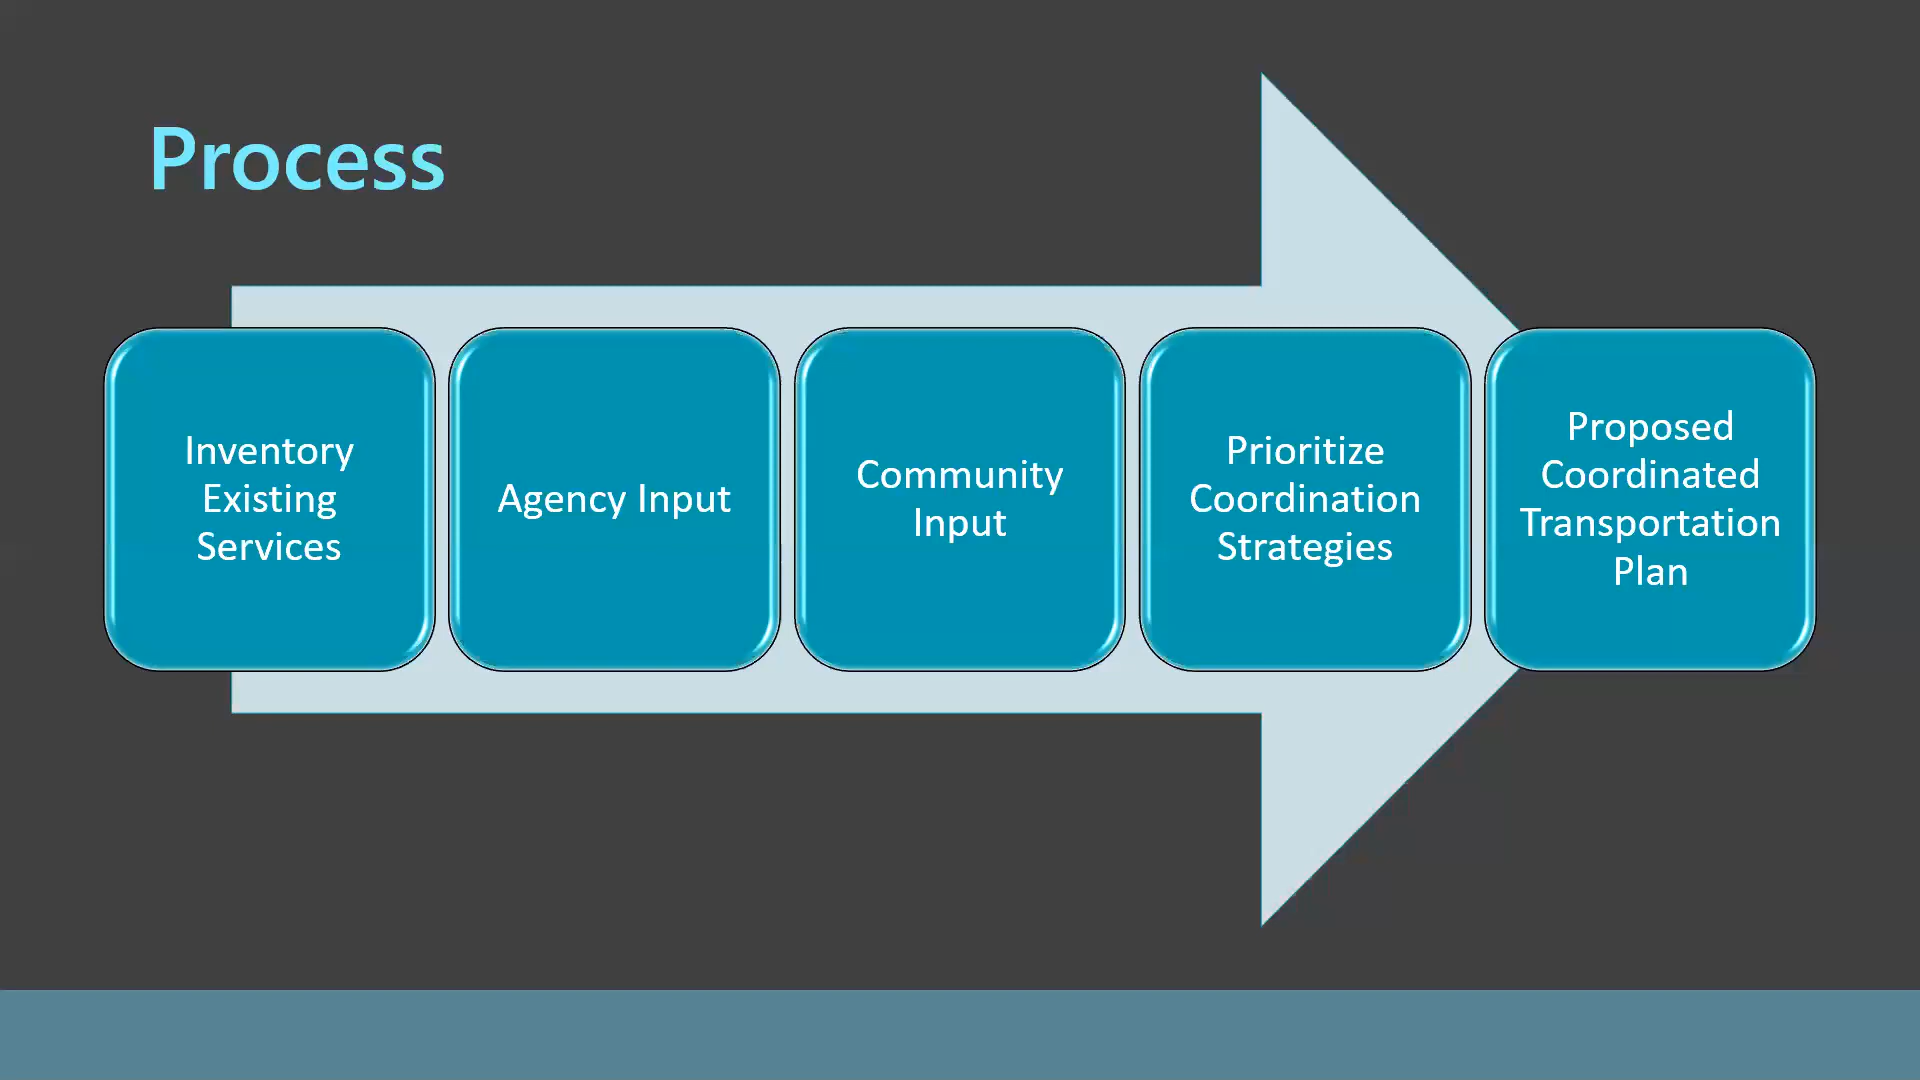 Process
Inventory
Existing
Services
Agency Input
Community
Input
Prioritize
Coordination
Strategies
Proposed
Coordinated
Transportation
Plan